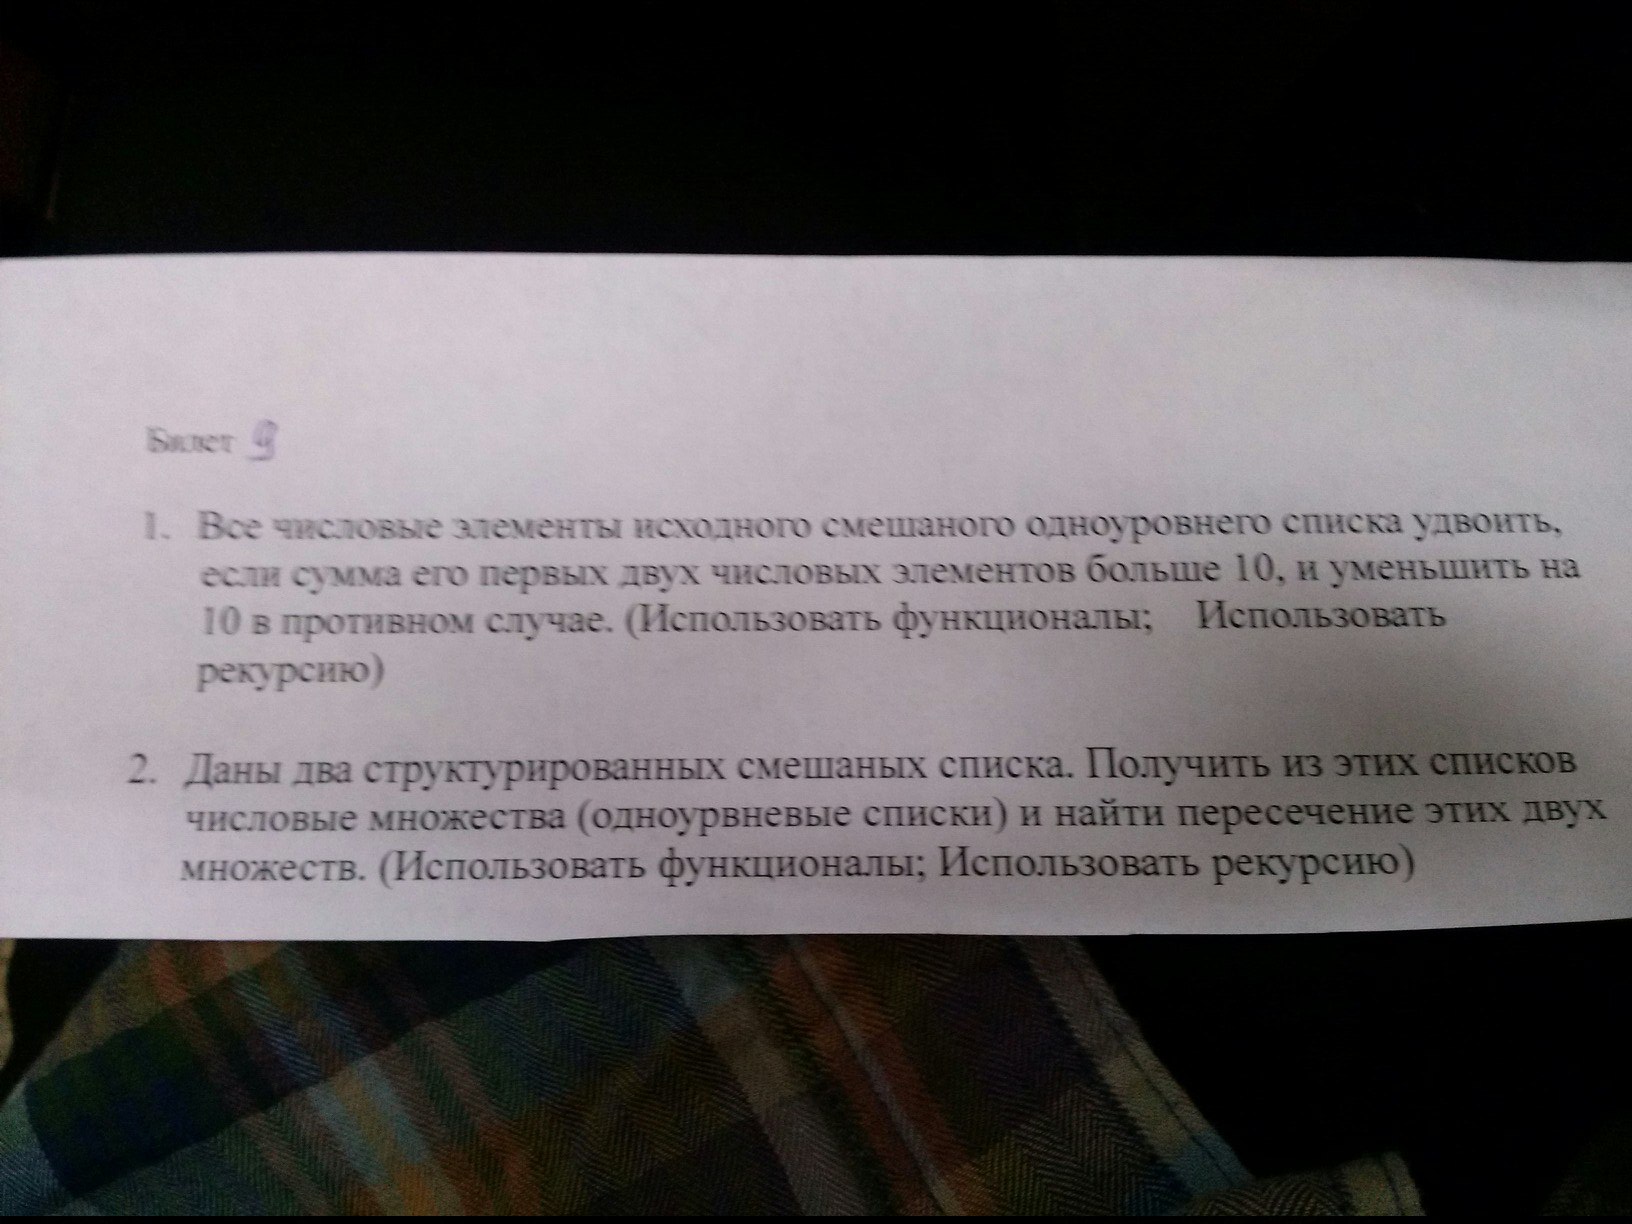 Билет 9
1. Все числовые элементы исходного смешаного одноуровнего списка удвоить,
если сумма его первых двух числовых элементов больше 10, и уменьшить на
10 в противном случае. (Использовать функционалы; Использовать
рекурсию)
2. Даны два структурированных смешаных списка. Получить из этих списков
числовые множества (одноурвневые списки) и найти пересечение этих двух
множеств. (Использовать функционалы; Использовать рекурсию)